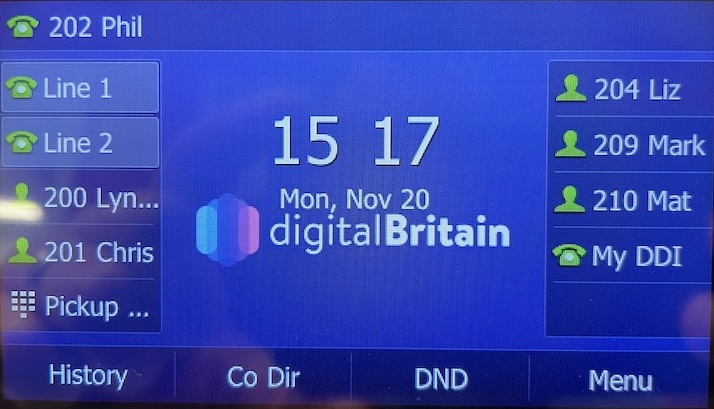 202 Phil
Line 1
Line 2
200 Lyn...
201 Chris
Pickup ...
15 17
Mon, Nov 20
digitalBritain
204 Liz
209 Mark
210 Mat
My DDI
History
Co Dir
DND
Menu